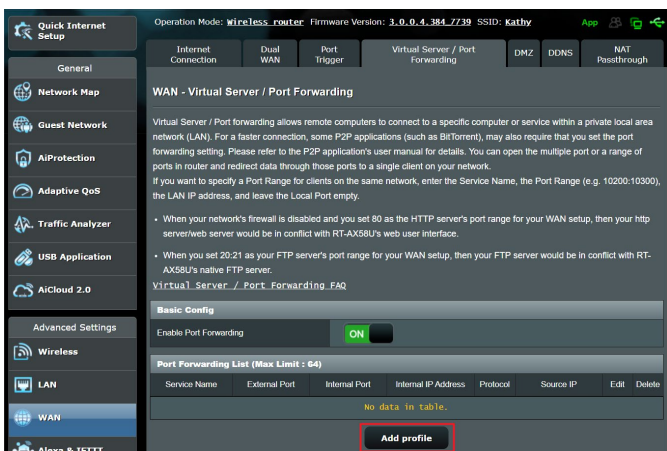 Quick Internet
Setup
General
Network Map
Guest Network
AiProtection
Adaptive QoS
Traffic Analyzer
USB Application
AiCloud 2.0
Advanced Settings
Wireless
LAN
WAN
Alexa & IFTTT
Operation Mode: Wireless router Firmware Version: 3.0.0.4.384_7739 SSID: Kathy
App
Internet
Connection
Dual
WAN
Port
Trigger
Virtual Server / Port
Forwarding
DMZ
DDNS
NAT
Passthrough
WAN - Virtual Server / Port Forwarding
Virtual Server / Port forwarding allows remote computers to connect to a specific computer or service within a private local area
network (LAN). For a faster connection, some P2P applications (such as BitTorrent), may also require that you set the port
forwarding setting. Please refer to the P2P application's user manual for details. You can open the multiple port or a range of
ports in router and redirect data through those ports to a single client on your network.
If you want to specify a Port Range for clients on the same network, enter the Service Name, the Port Range (e.g. 10200:10300),
the LAN IP address, and leave the Local Port empty.
• When your network's firewall is disabled and you set 80 as the HTTP server's port range for your WAN setup, then your http
server/web server would be in conflict with RT-AX58U's web user interface.
• When you set 20:21 as your FTP server's port range for your WAN setup, then your FTP server would be in conflict with RT-
AX58U's native FTP server.
Virtual Server / Port Forwarding FAQ
Basic Config
Enable Port Forwarding
ON
Port Forwarding List (Max Limit : 64)
Service Name External Port Internal Port Internal IP Address Protocol Source IP Edit Delete
No data in table.
Add profile